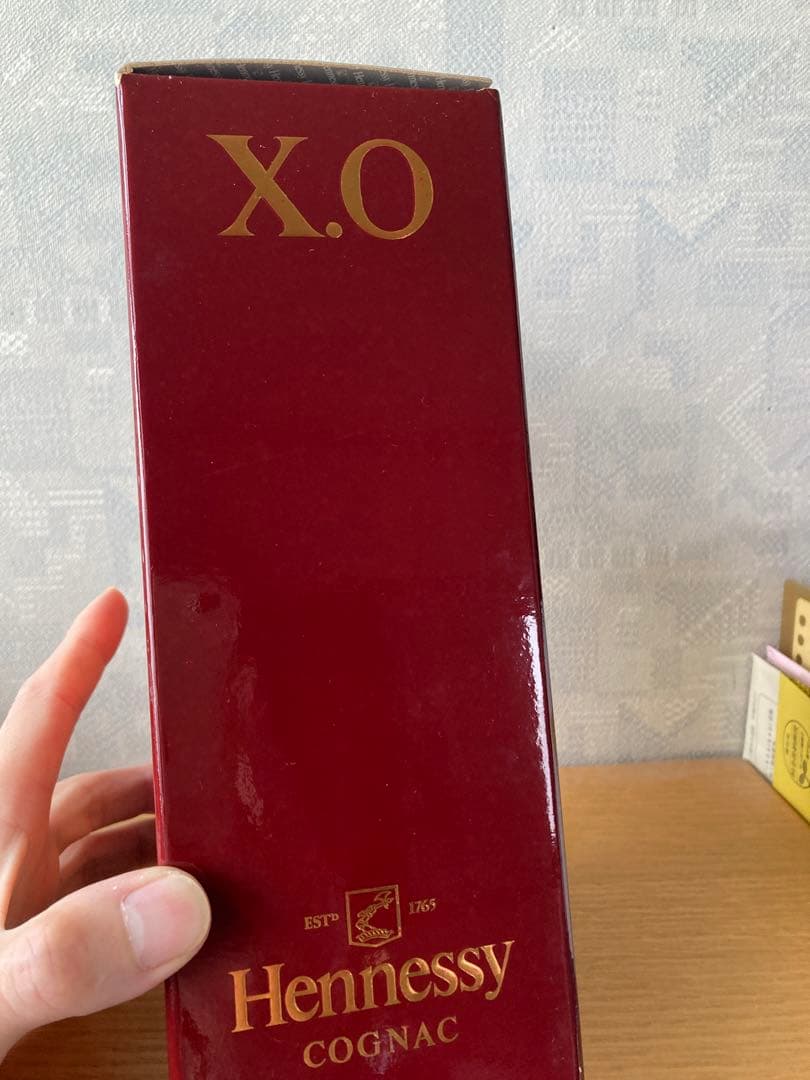 X.O
ESTD 1765
Hennessy
COGNAC